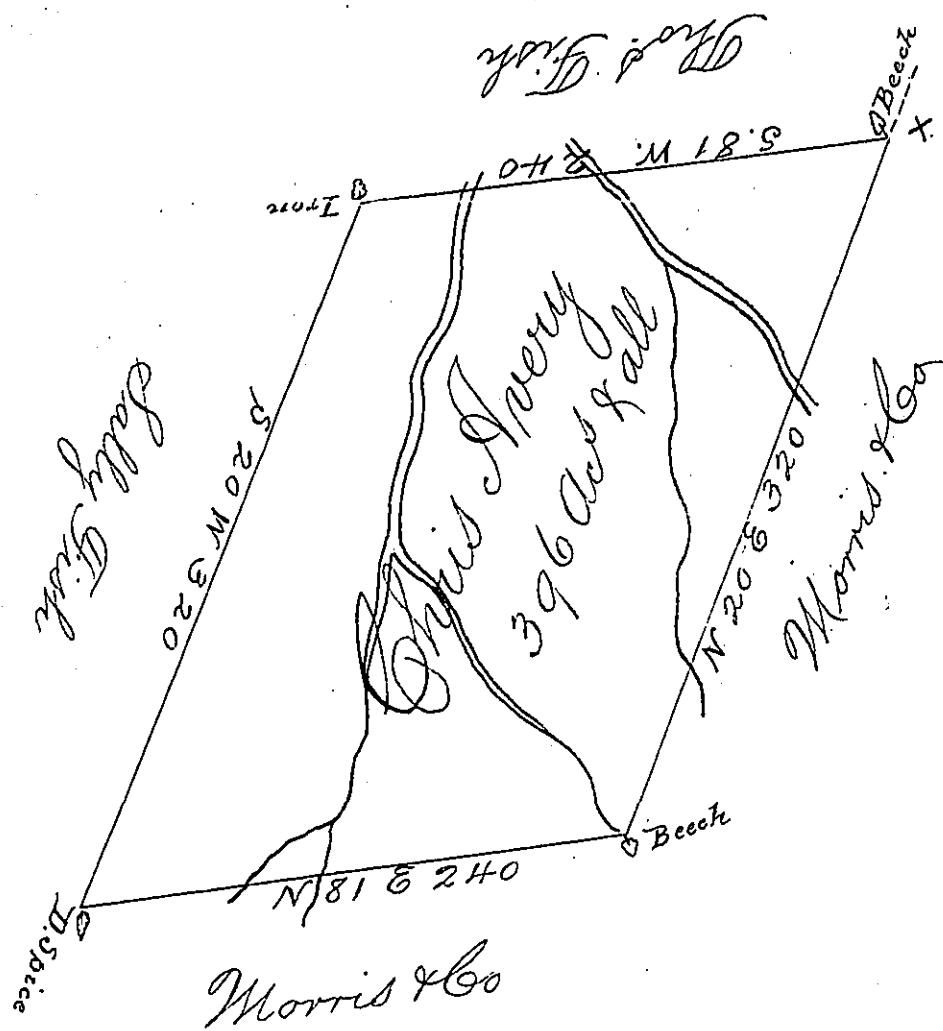 Thos. Fish
Beech
X.
S. 81 W. 240
Iron
Sally Fish
S 20 W 320
Chris Avery
396 acs & all
N 20 E 320
Morris. & Co
Beech
N 81 E 240
D. Spice
Morris & Co